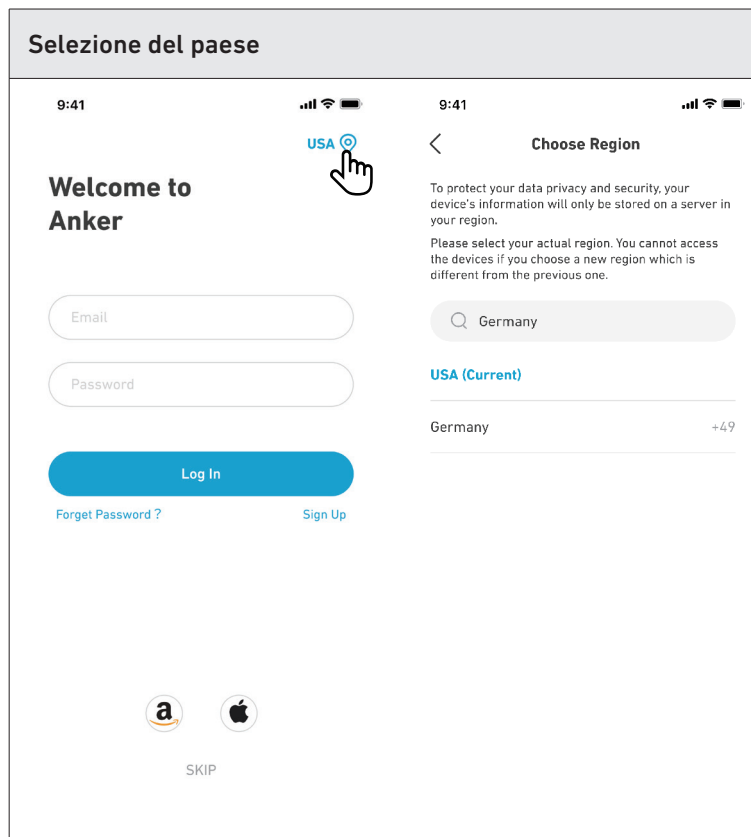 Selezione del paese
9:41
USA
Welcome to
Anker
Email
Password
Log In
Forget Password ?
Sign Up
SKIP
9:41
Choose Region
To protect your data privacy and security, your
device's information will only be stored on a server in
your region.
Please select your actual region. You cannot access
the devices if you choose a new region which is
different from the previous one.
Germany
USA (Current)
Germany +49